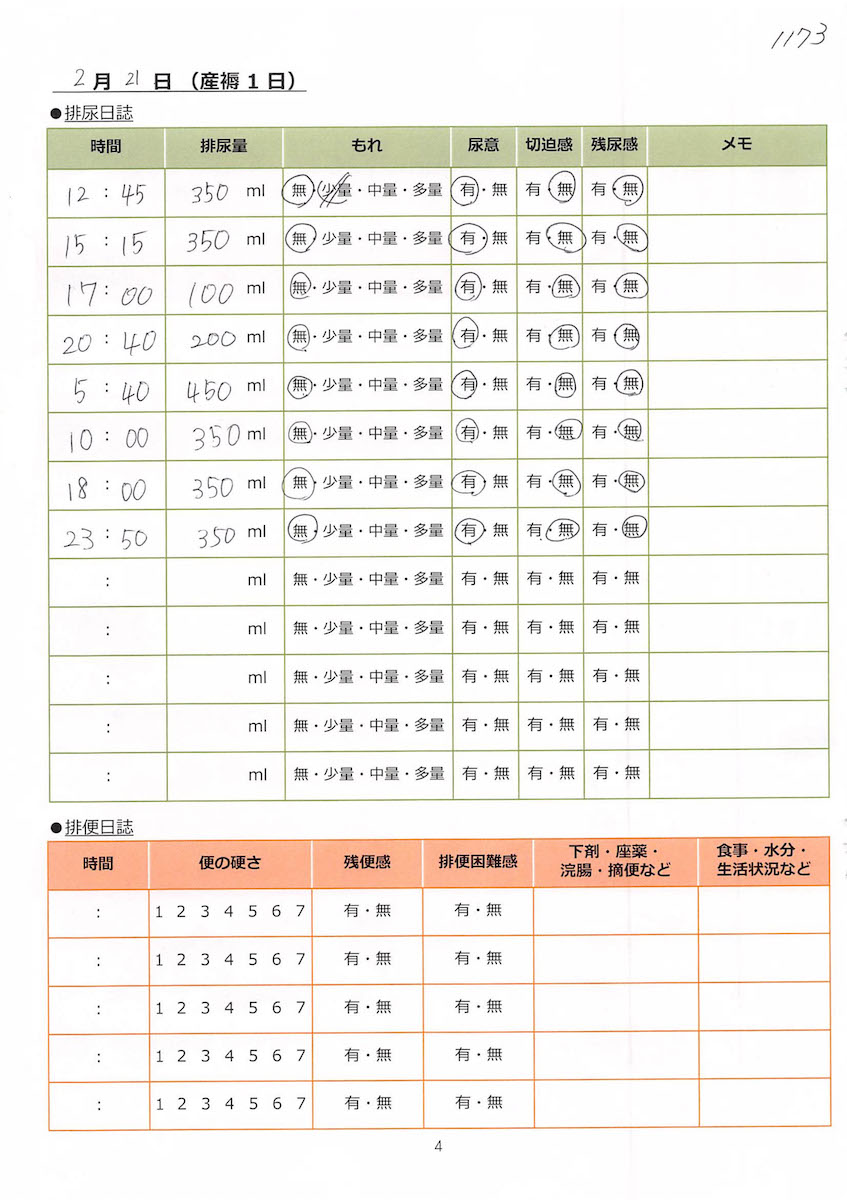 1173
2月21日（産褥1日）
●排尿日誌
時間 排尿量 もれ 尿意 切迫感 残尿感 メモ
12:45 350 ml 無・少量・中量・多量 有・無 有・無 有・無
15:15 350 ml 無・少量・中量・多量 有・無 有・無 有・無
17:00 100 ml 無・少量・中量・多量 有・無 有・無 有・無
20:40 200 ml 無・少量・中量・多量 有・無 有・無 有・無
5:40 450 ml 無・少量・中量・多量 有・無 有・無 有・無
10:00 350 ml 無・少量・中量・多量 有・無 有・無 有・無
18:00 350 ml 無・少量・中量・多量 有・無 有・無 有・無
23:50 350 ml 無・少量・中量・多量 有・無 有・無 有・無
: ml 無・少量・中量・多量 有・無 有・無 有・無
: ml 無・少量・中量・多量 有・無 有・無 有・無
: ml 無・少量・中量・多量 有・無 有・無 有・無
: ml 無・少量・中量・多量 有・無 有・無 有・無
: ml 無・少量・中量・多量 有・無 有・無 有・無
●排便日誌
時間 便の硬さ 残便感 排便困難感 下剤・座薬・浣腸・摘便など 食事・水分・生活状況など
: 1 2 3 4 5 6 7 有・無 有・無
: 1 2 3 4 5 6 7 有・無 有・無
: 1 2 3 4 5 6 7 有・無 有・無
: 1 2 3 4 5 6 7 有・無 有・無
: 1 2 3 4 5 6 7 有・無 有・無
4